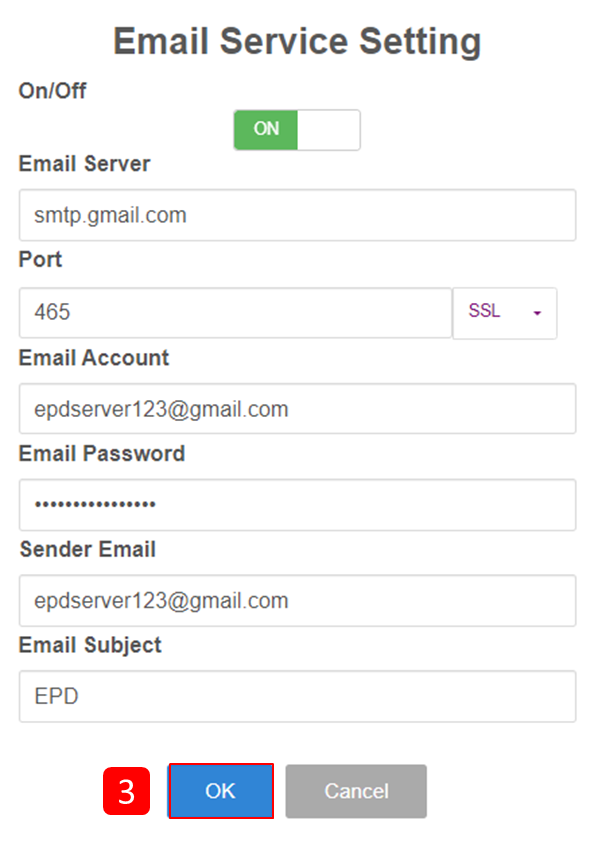 Email Service Setting
On/Off
ON
Email Server
smtp.gmail.com
Port
465 SSL
Email Account
epdserver123@gmail.com
Email Password
••••••••••••••••
Sender Email
epdserver123@gmail.com
Email Subject
EPD
3 OK Cancel